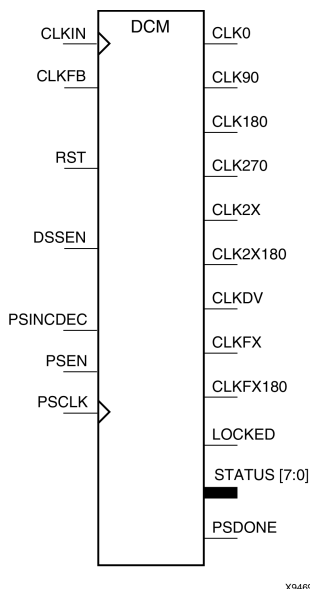 DCM
CLKIN
CLKFB
RST
DSSEN
PSINCDEC
PSEN
PSCLK
CLK0
CLK90
CLK180
CLK270
CLK2X
CLK2X180
CLKDV
CLKFX
CLKFX180
LOCKED
STATUS [7:0]
PSDONE
X9469